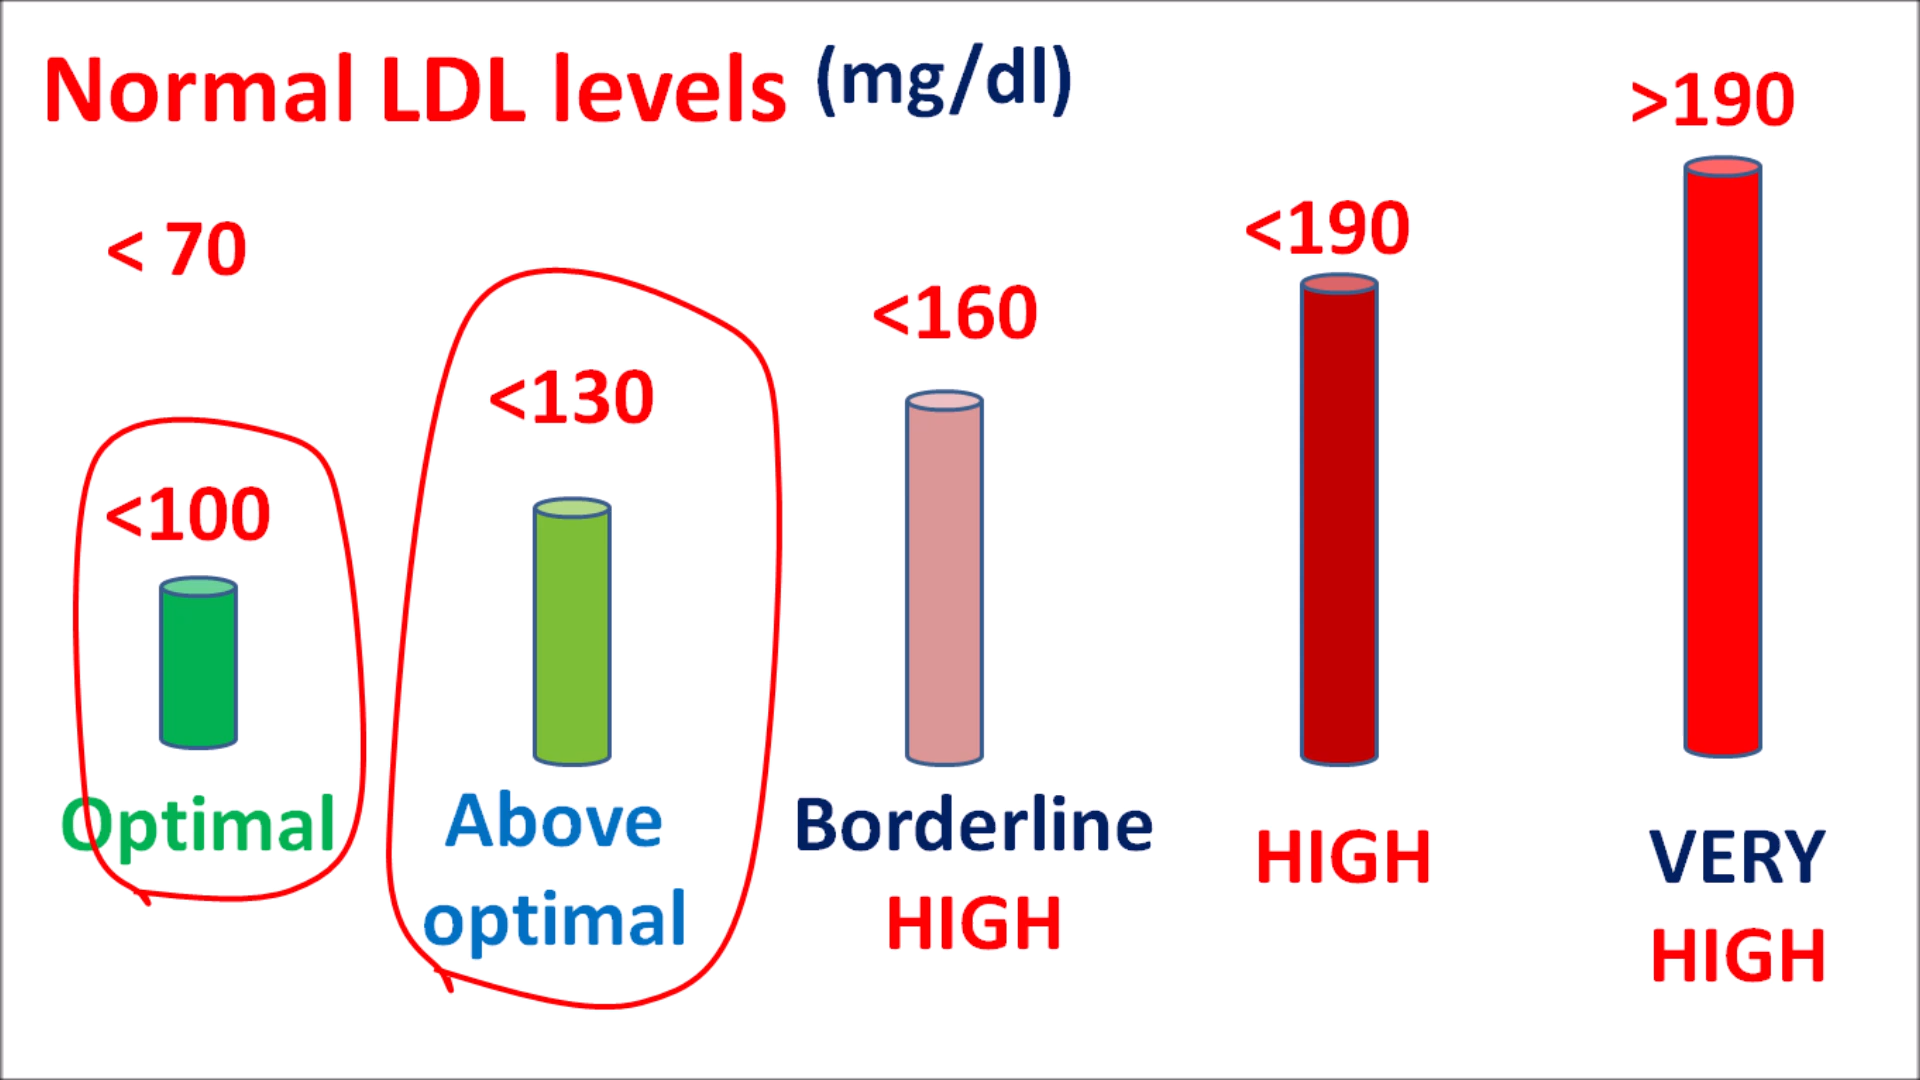 Normal LDL levels (mg/dl)
>190
< 70
<190
<160
<130
<100
Optimal
Above
optimal
Borderline
HIGH
HIGH
VERY
HIGH